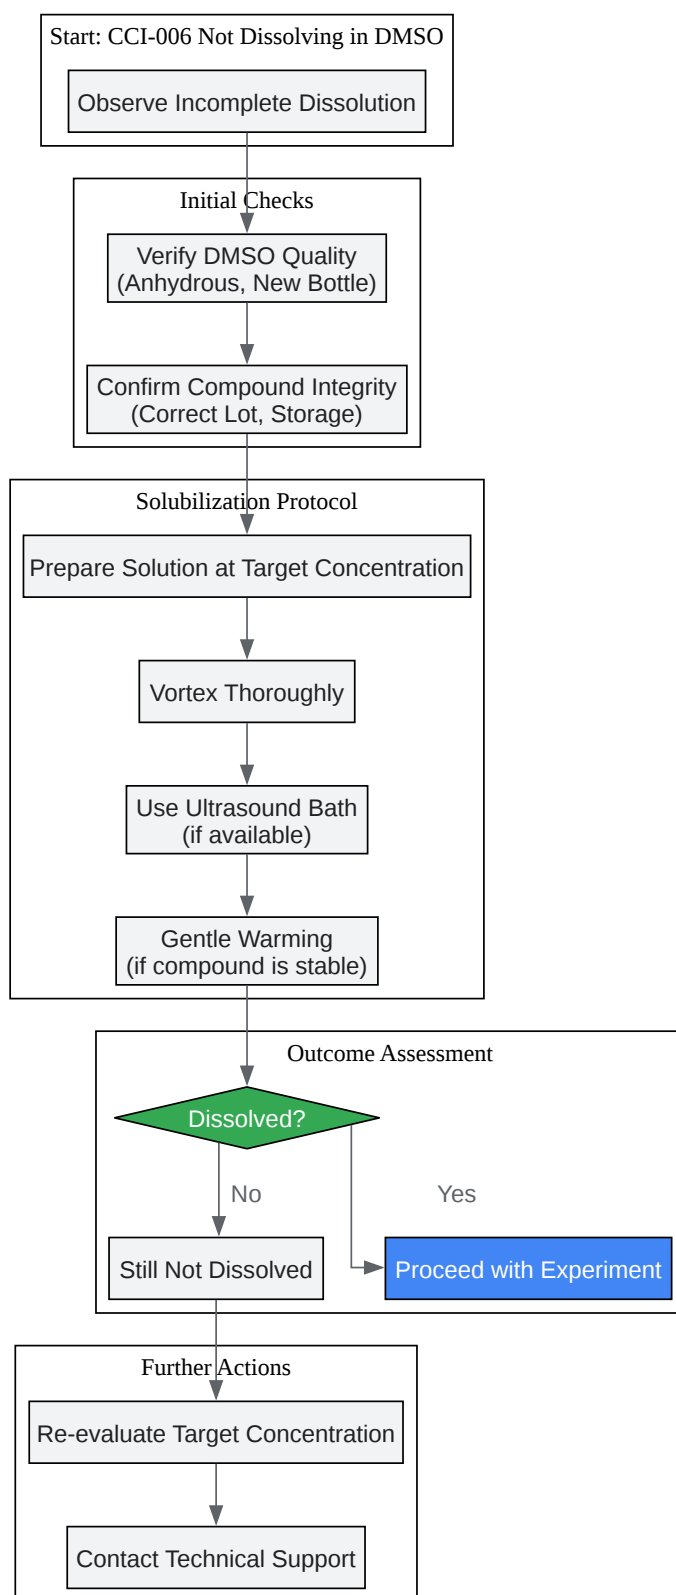 Start: CCI-006 Not Dissolving in DMSO
Observe Incomplete Dissolution
Initial Checks
Verify DMSO Quality
(Anhydrous, New Bottle)
Confirm Compound Integrity
(Correct Lot, Storage)
Solubilization Protocol
Prepare Solution at Target Concentration
Vortex Thoroughly
Use Ultrasound Bath
(if available)
Gentle Warming
(if compound is stable)
Outcome Assessment
Dissolved?
No
Yes
Still Not Dissolved
Proceed with Experiment
Further Actions
Re-evaluate Target Concentration
Contact Technical Support